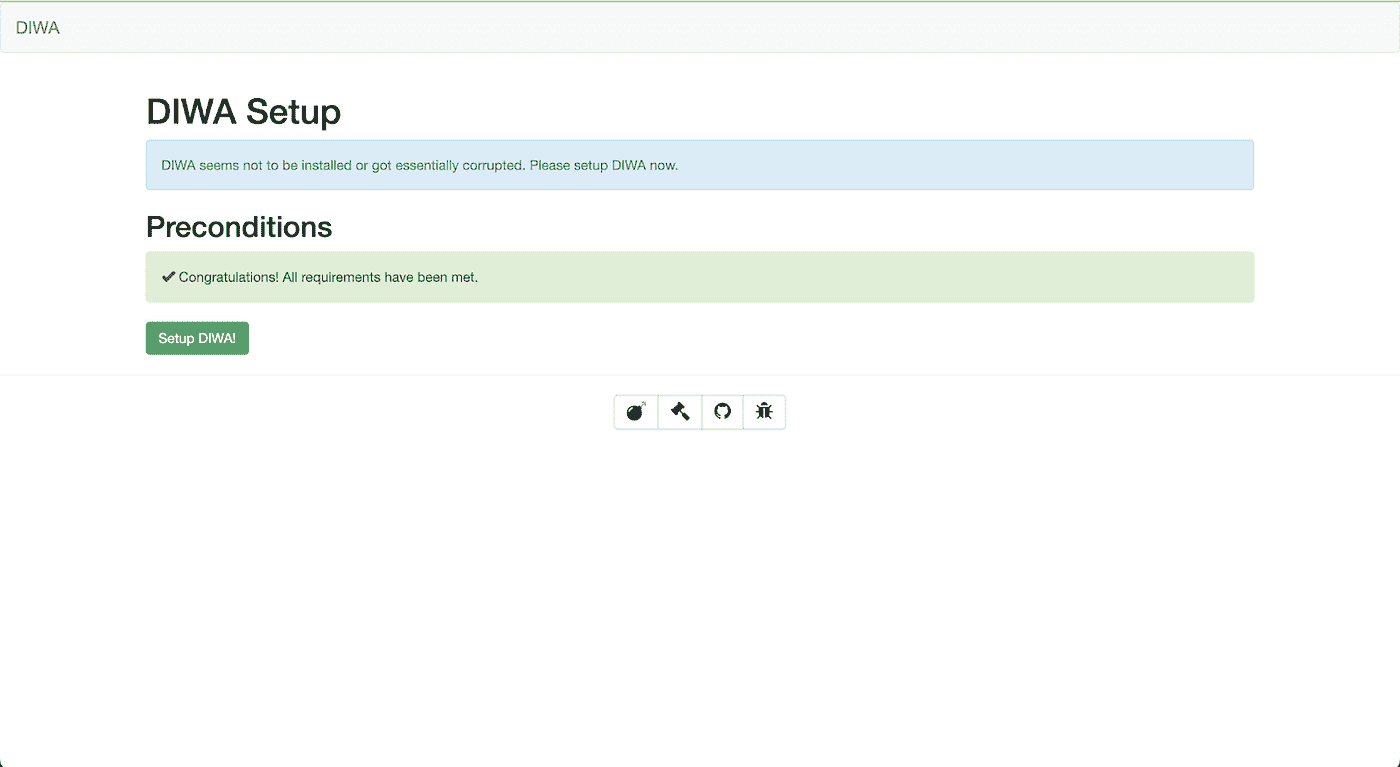 DIWA
DIWA Setup
DIWA seems not to be installed or got essentially corrupted. Please setup DIWA now.
Preconditions
Congratulations! All requirements have been met.
Setup DIWA!